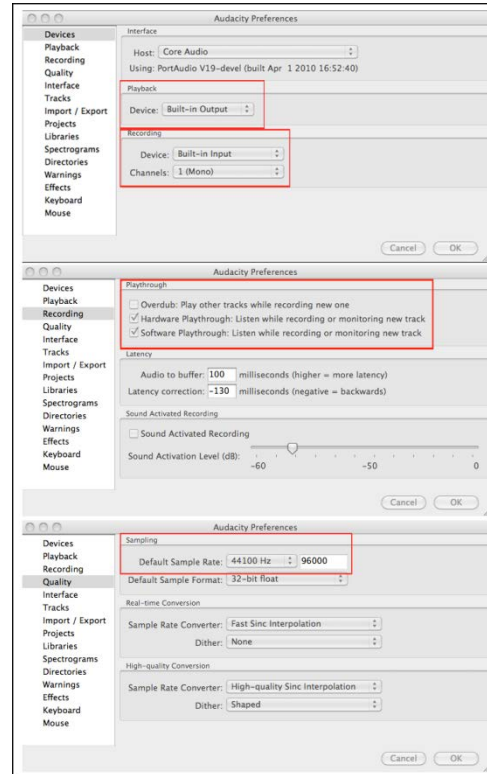 Audacity Preferences
Devices
Playback
Recording
Quality
Interface
Tracks
Import / Export
Projects
Libraries
Spectrograms
Directories
Warnings
Effects
Keyboard
Mouse
Interface
Host: Core Audio
Using: PortAudio V19-devel (built Apr 1 2010 16:52:40)
Playback
Device: Built-in Output
Recording
Device: Built-in Input
Channels: 1 (Mono)
Cancel OK
Audacity Preferences
Devices
Playback
Recording
Quality
Interface
Tracks
Import / Export
Projects
Libraries
Spectrograms
Directories
Warnings
Effects
Keyboard
Mouse
Playthrough
Overdub: Play other tracks while recording new one
Hardware Playthrough: Listen while recording or monitoring new track
Software Playthrough: Listen while recording or monitoring new track
Latency
Audio to buffer: 100 milliseconds (higher = more latency)
Latency correction: -130 milliseconds (negative = backwards)
Sound Activated Recording
Sound Activated Recording
Sound Activation Level (dB):
-60 -50 0
Cancel OK
Audacity Preferences
Devices
Playback
Recording
Quality
Interface
Tracks
Import / Export
Projects
Libraries
Spectrograms
Directories
Warnings
Effects
Keyboard
Mouse
Sampling
Default Sample Rate: 44100 Hz 96000
Default Sample Format: 32-bit float
Real-time Conversion
Sample Rate Converter: Fast Sinc Interpolation
Dither: None
High-quality Conversion
Sample Rate Converter: High-quality Sinc Interpolation
Dither: Shaped
Cancel OK